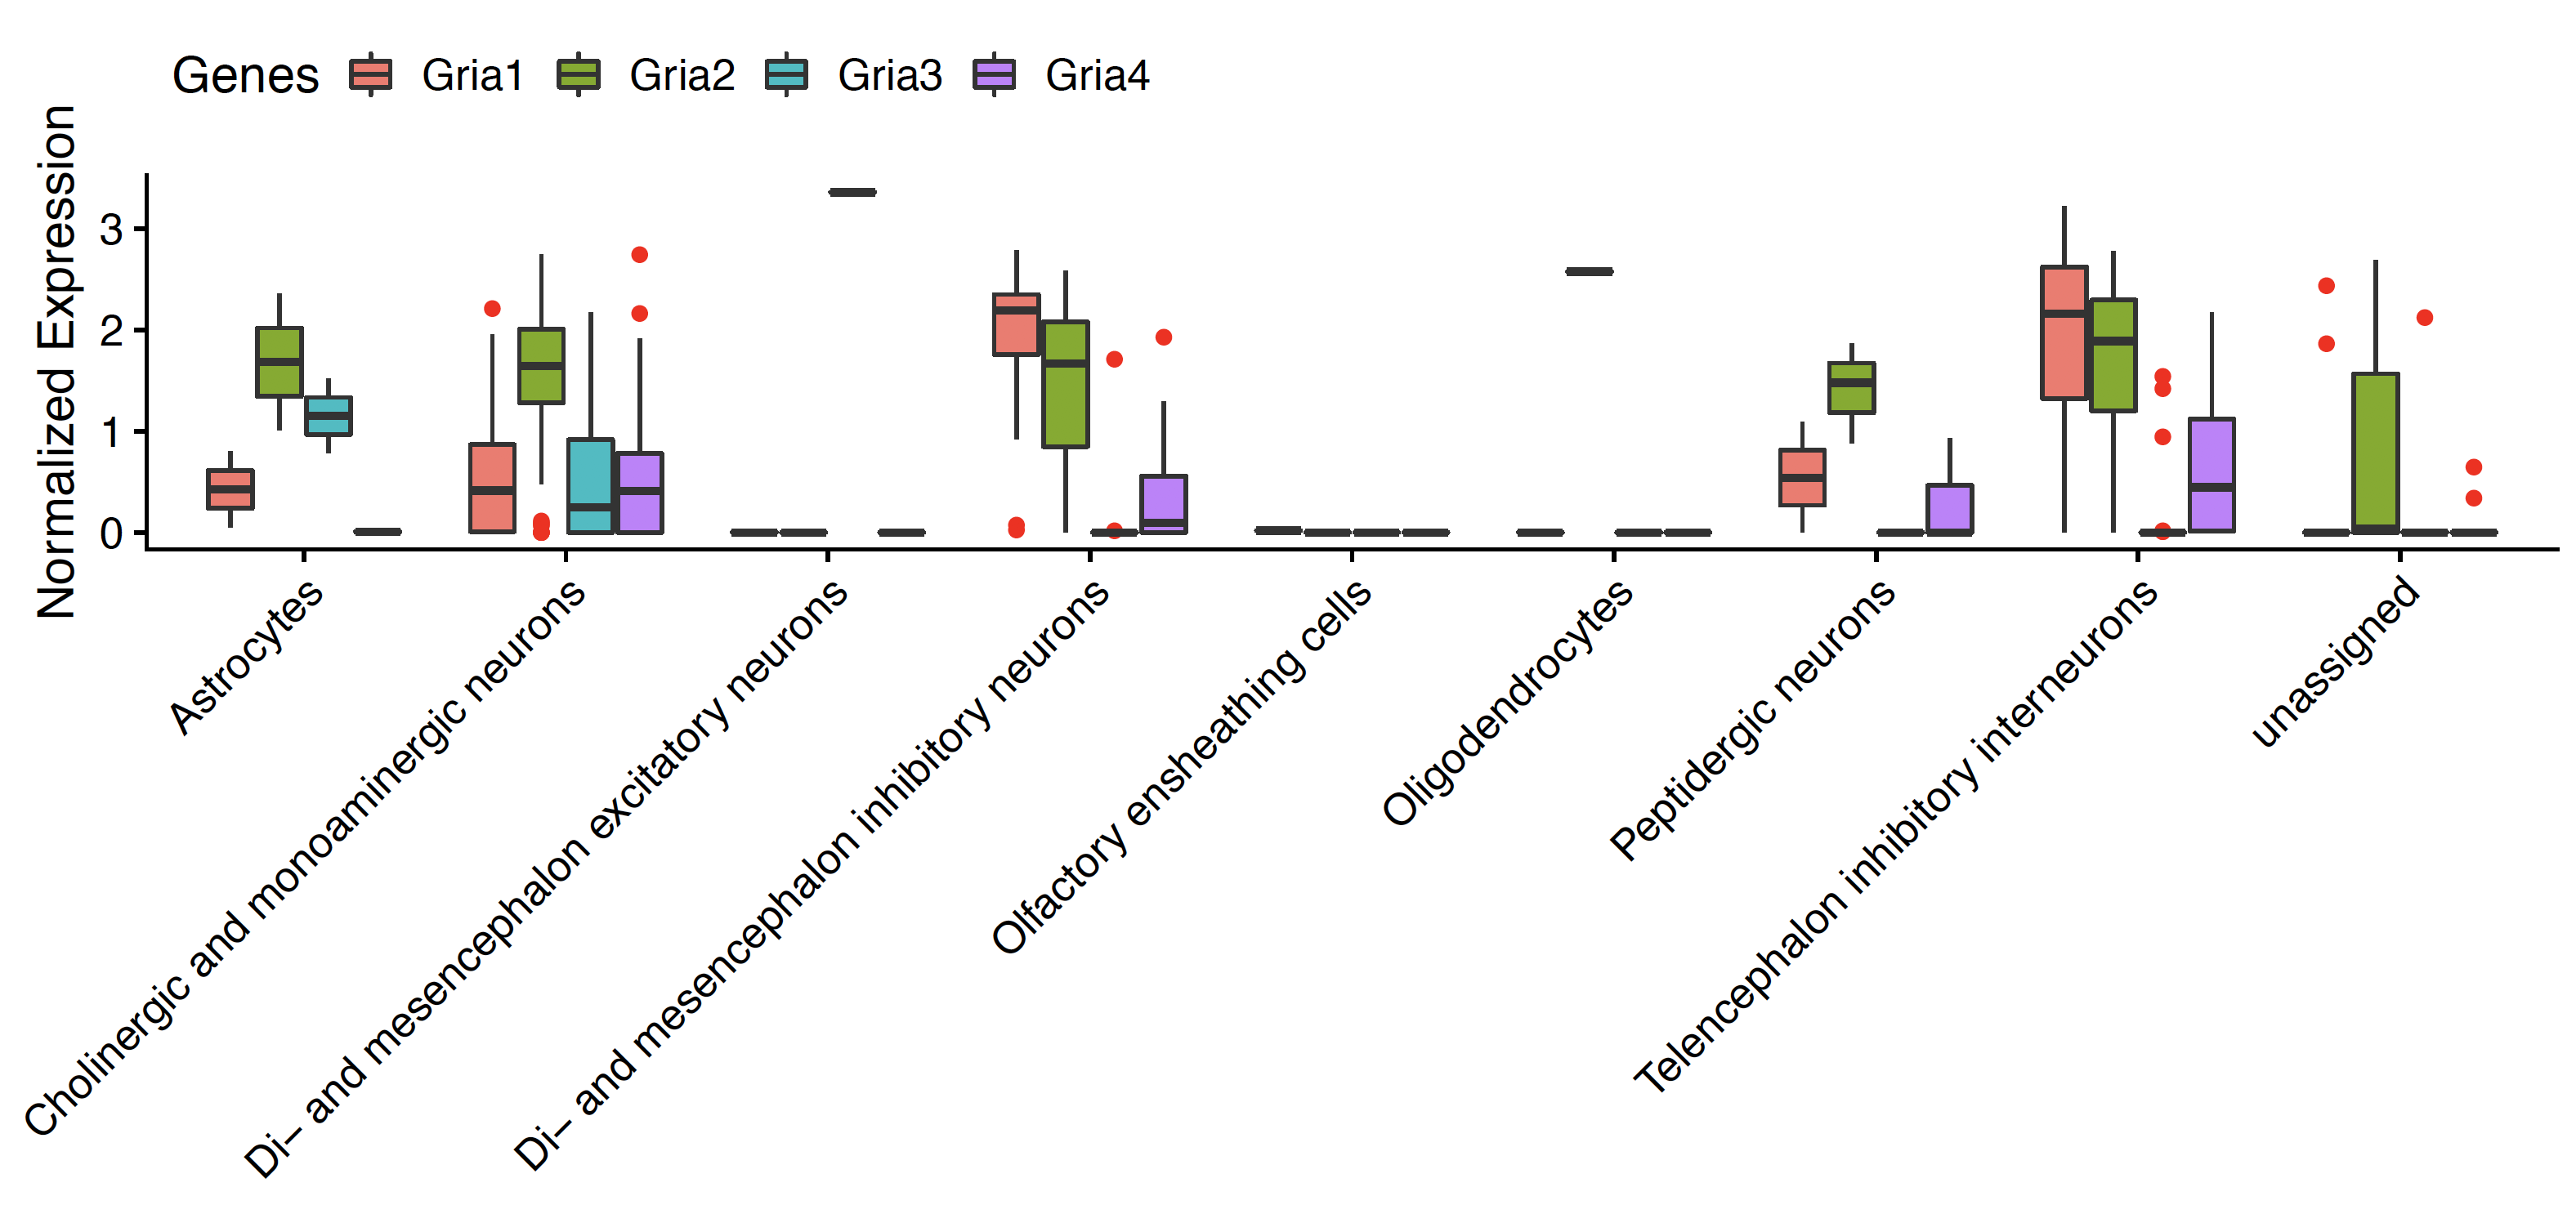 Genes Gria1 Gria2 Gria3 Gria4
Normalized Expression
3
2
1
0
Astrocytes
Cholinergic and monoaminergic neurons
Di− and mesencephalon excitatory neurons
Di− and mesencephalon inhibitory neurons
Olfactory ensheathing cells
Oligodendrocytes
Peptidergic neurons
Telencephalon inhibitory interneurons
unassigned